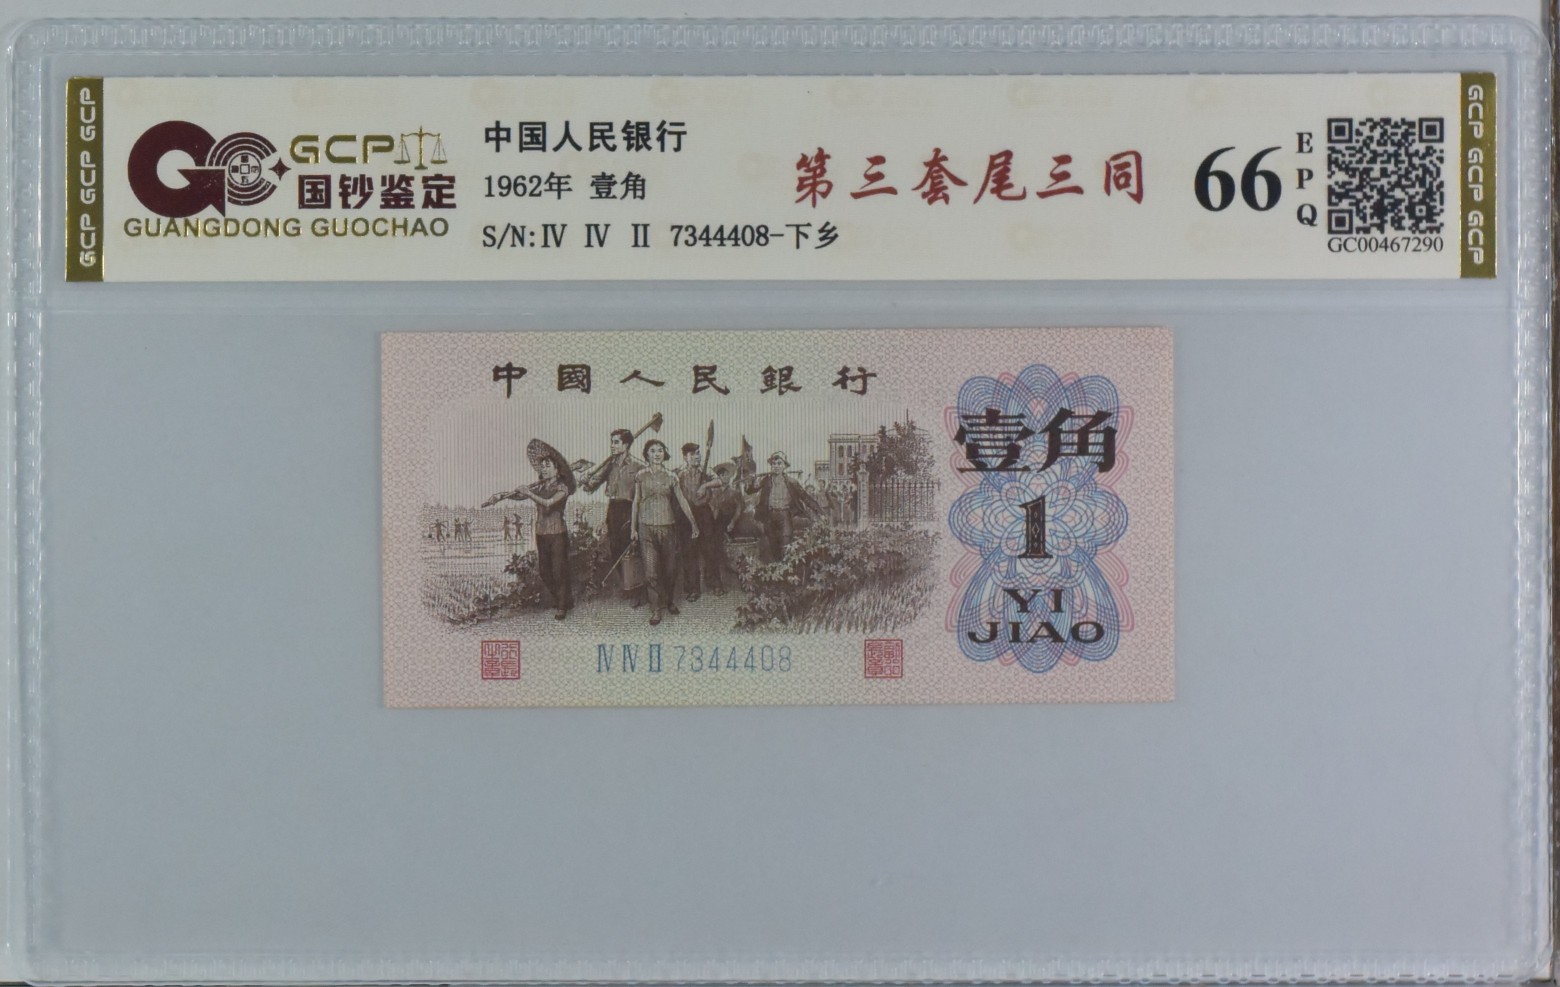 GCP GCP GCP
GCP
国钞鉴定
GUANGDONG GUOCHAO
中国人民银行
1962年 壹角
S/N:Ⅳ Ⅳ Ⅱ 7344408-下乡
第三套尾三同
66
EPQ
GC00467290
GCP GCP GCP
中國人民銀行
壹角
1
YI
JIAO
ⅣⅣⅡ7344408